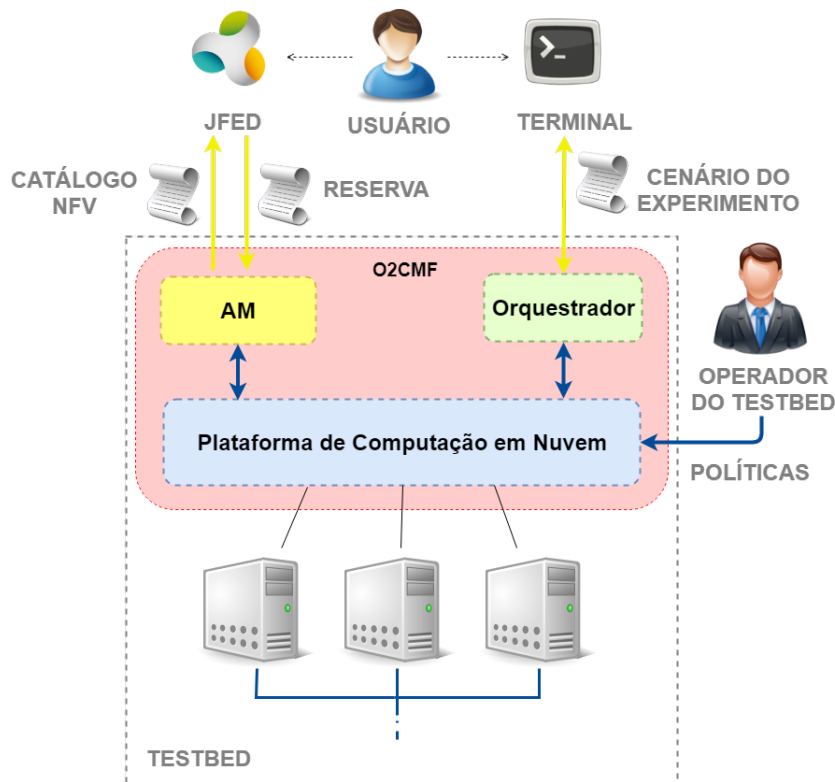 JFED
USUÁRIO
TERMINAL
CATÁLOGO
NFV
RESERVA
CENÁRIO DO
EXPERIMENTO
O2CMF
AM
Orquestrador
OPERADOR
DO TESTBED
Plataforma de Computação em Nuvem
POLÍTICAS
TESTBED